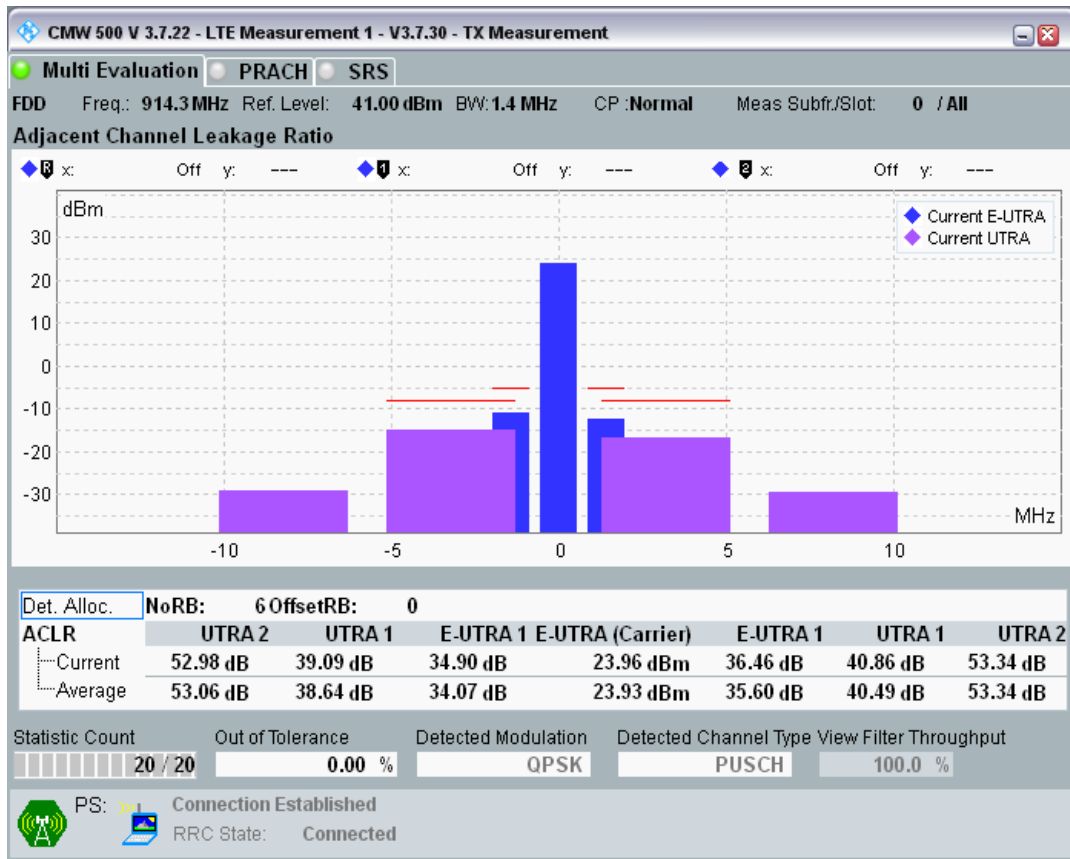 CMW 500 V 3.7.22 - LTE Measurement 1 - V3.7.30 - TX Measurement
Multi Evaluation PRACH SRS
FDD Freq.: 914.3 MHz Ref. Level: 41.00 dBm BW: 1.4 MHz CP :Normal Meas Subfr./Slot: 0 / All
Adjacent Channel Leakage Ratio
R x: Off y: --- 1 x: Off y: --- 2 x: Off y: ---
dBm
Current E-UTRA
Current UTRA
30
20
10
0
-10
-20
-30
MHz
-10 -5 0 5 10
Det. Alloc. NoRB: 6 OffsetRB: 0
ACLR UTRA 2 UTRA 1 E-UTRA 1 E-UTRA (Carrier) E-UTRA 1 UTRA 1 UTRA 2
Current 52.98 dB 39.09 dB 34.90 dB 23.96 dBm 36.46 dB 40.86 dB 53.34 dB
Average 53.06 dB 38.64 dB 34.07 dB 23.93 dBm 35.60 dB 40.49 dB 53.34 dB
Statistic Count Out of Tolerance Detected Modulation Detected Channel Type View Filter Throughput
20 / 20 0.00 % QPSK PUSCH 100.0 %
PS: Connection Established
RRC State: Connected